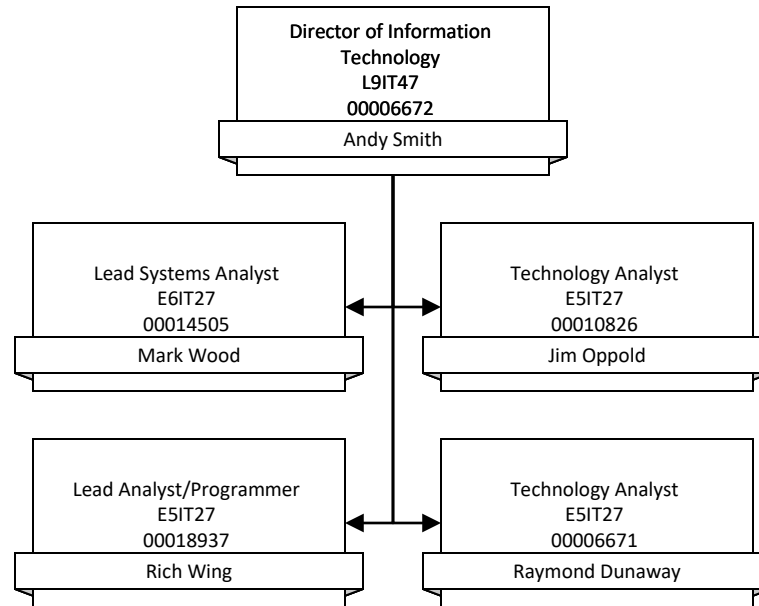 Director of Information
Technology
L9IT47
00006672
Andy Smith
Lead Systems Analyst
E6IT27
00014505
Mark Wood
Technology Analyst
E5IT27
00010826
Jim Oppold
Lead Analyst/Programmer
E5IT27
00018937
Rich Wing
Technology Analyst
E5IT27
00006671
Raymond Dunaway